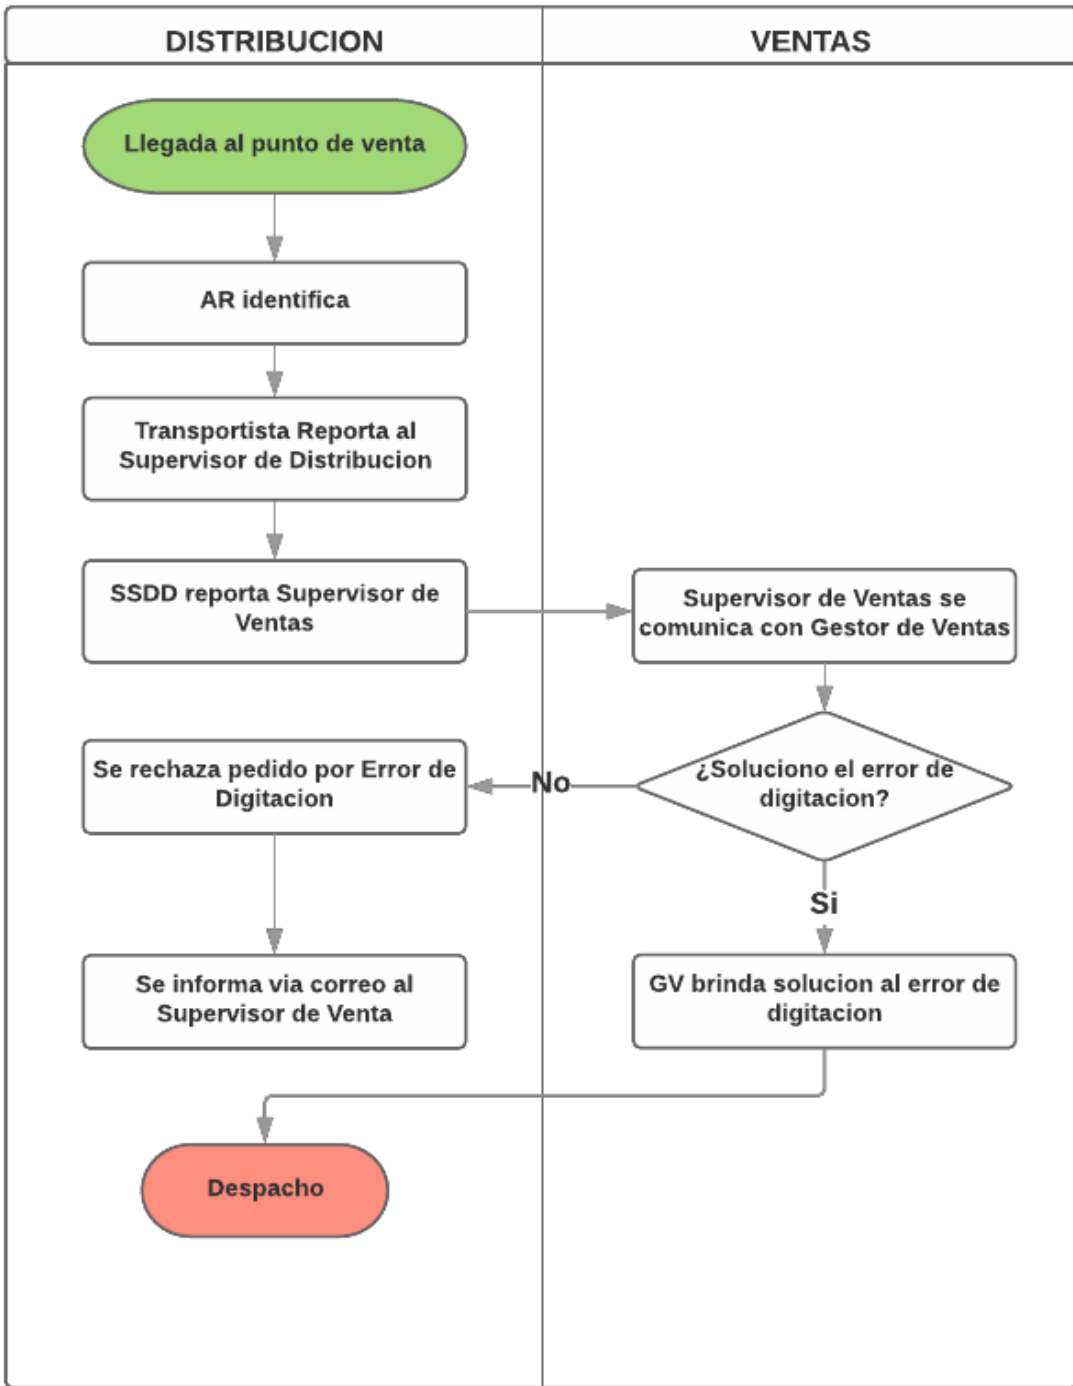 DISTRIBUCION
VENTAS
Llegada al punto de venta
AR identifica
Transportista Reporta al
Supervisor de Distribucion
SSDD reporta Supervisor de
Ventas
Supervisor de Ventas se
comunica con Gestor de Ventas
¿Soluciono el error de
digitacion?
No
Se rechaza pedido por Error de
Digitacion
Si
Se informa via correo al
Supervisor de Venta
GV brinda solucion al error de
digitacion
Despacho